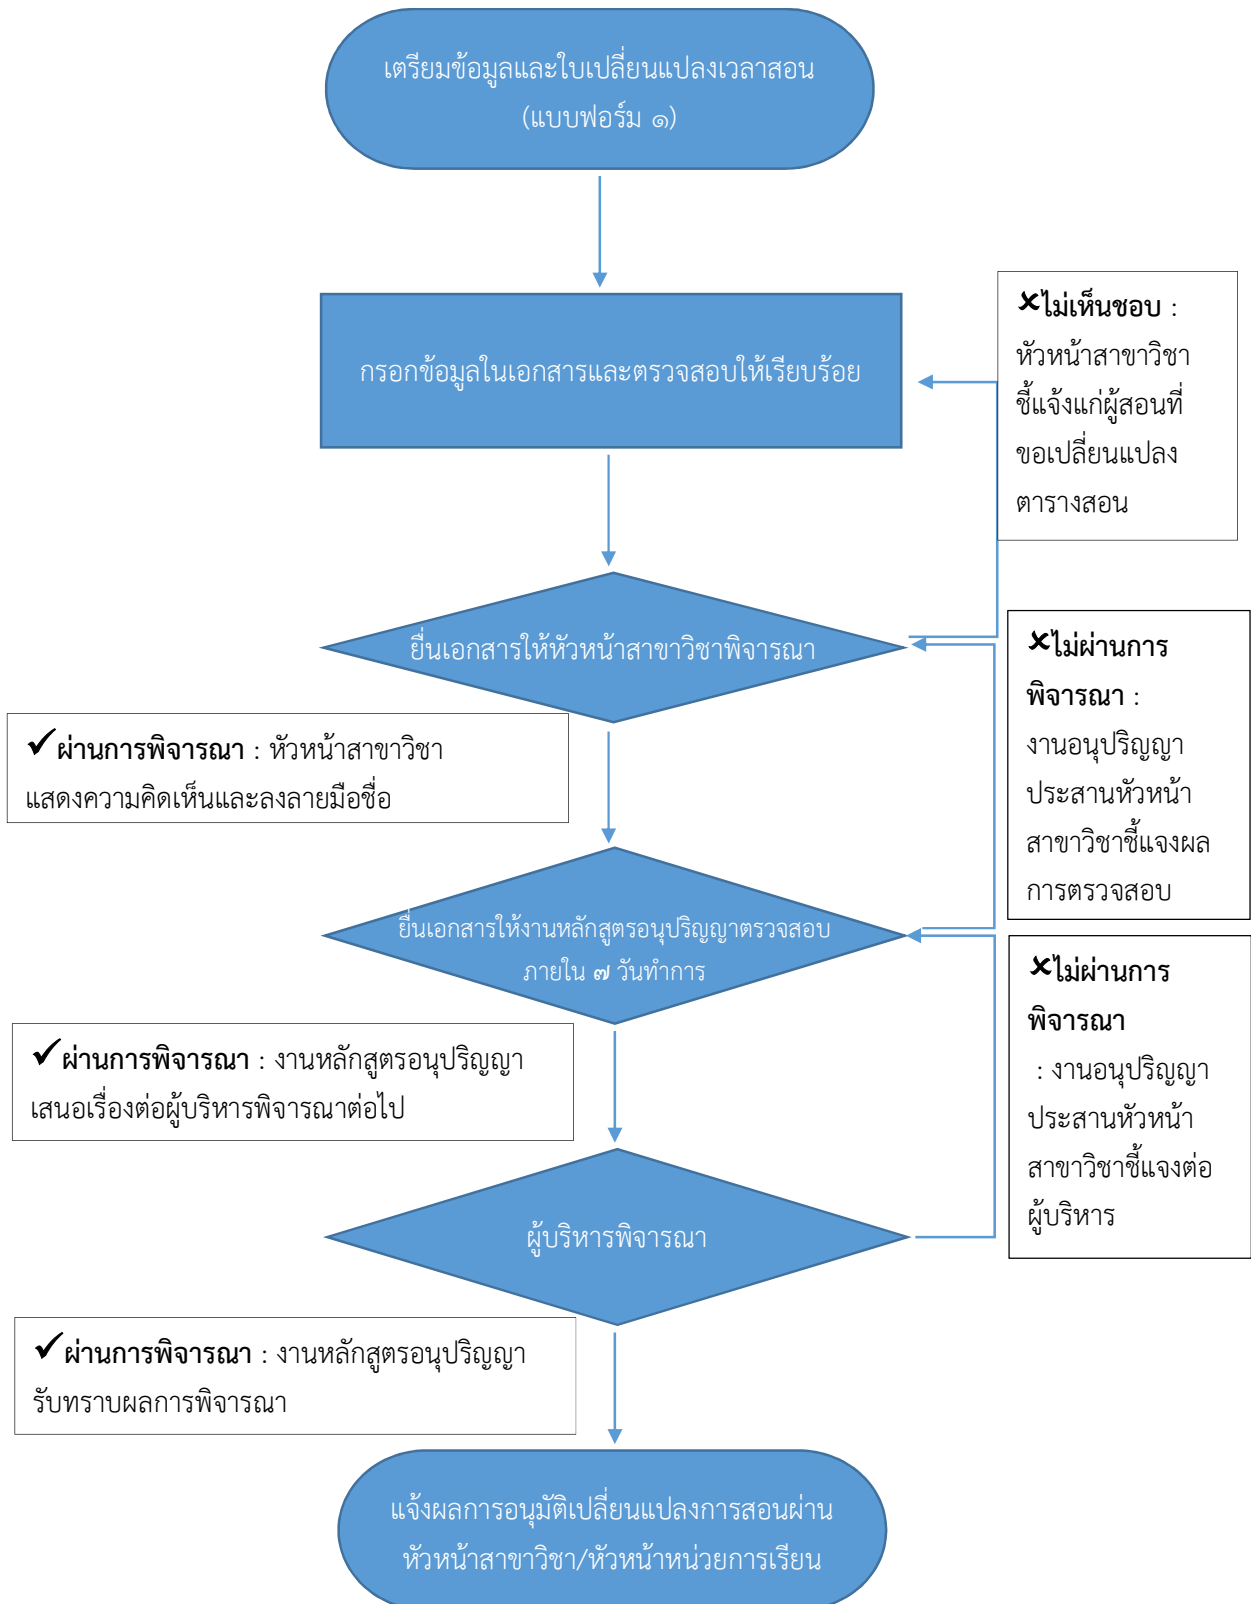 เตรียมข้อมูลและใบเปลี่ยนแปลงเวลาสอน
(แบบฟอร์ม ๑)
กรอกข้อมูลในเอกสารและตรวจสอบให้เรียบร้อย
✘ไม่เห็นชอบ :
หัวหน้าสาขาวิชา
ชี้แจ้งแก่ผู้สอนที่
ขอเปลี่ยนแปลง
ตารางสอน
ยื่นเอกสารให้หัวหน้าสาขาวิชาพิจารณา
✘ไม่ผ่านการ
พิจารณา :
งานอนุปริญญา
ประสานหัวหน้า
สาขาวิชาชี้แจงผล
การตรวจสอบ
✓ผ่านการพิจารณา : หัวหน้าสาขาวิชา
แสดงความคิดเห็นและลงลายมือชื่อ
ยื่นเอกสารให้งานหลักสูตรอนุปริญญาตรวจสอบ
ภายใน ๗ วันทำการ
✘ไม่ผ่านการ
พิจารณา
: งานอนุปริญญา
ประสานหัวหน้า
สาขาวิชาชี้แจงต่อ
ผู้บริหาร
✓ผ่านการพิจารณา : งานหลักสูตรอนุปริญญา
เสนอเรื่องต่อผู้บริหารพิจารณาต่อไป
ผู้บริหารพิจารณา
✓ผ่านการพิจารณา : งานหลักสูตรอนุปริญญา
รับทราบผลการพิจารณา
แจ้งผลการอนุมัติเปลี่ยนแปลงการสอนผ่าน
หัวหน้าสาขาวิชา/หัวหน้าหน่วยการเรียน